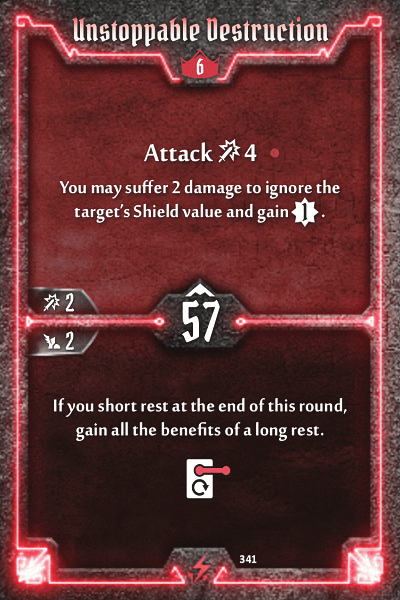 Unstoppable Destruction
6
Attack 4
You may suffer 2 damage to ignore the
target's Shield value and gain 1.
2
57
2
If you short rest at the end of this round,
gain all the benefits of a long rest.
341